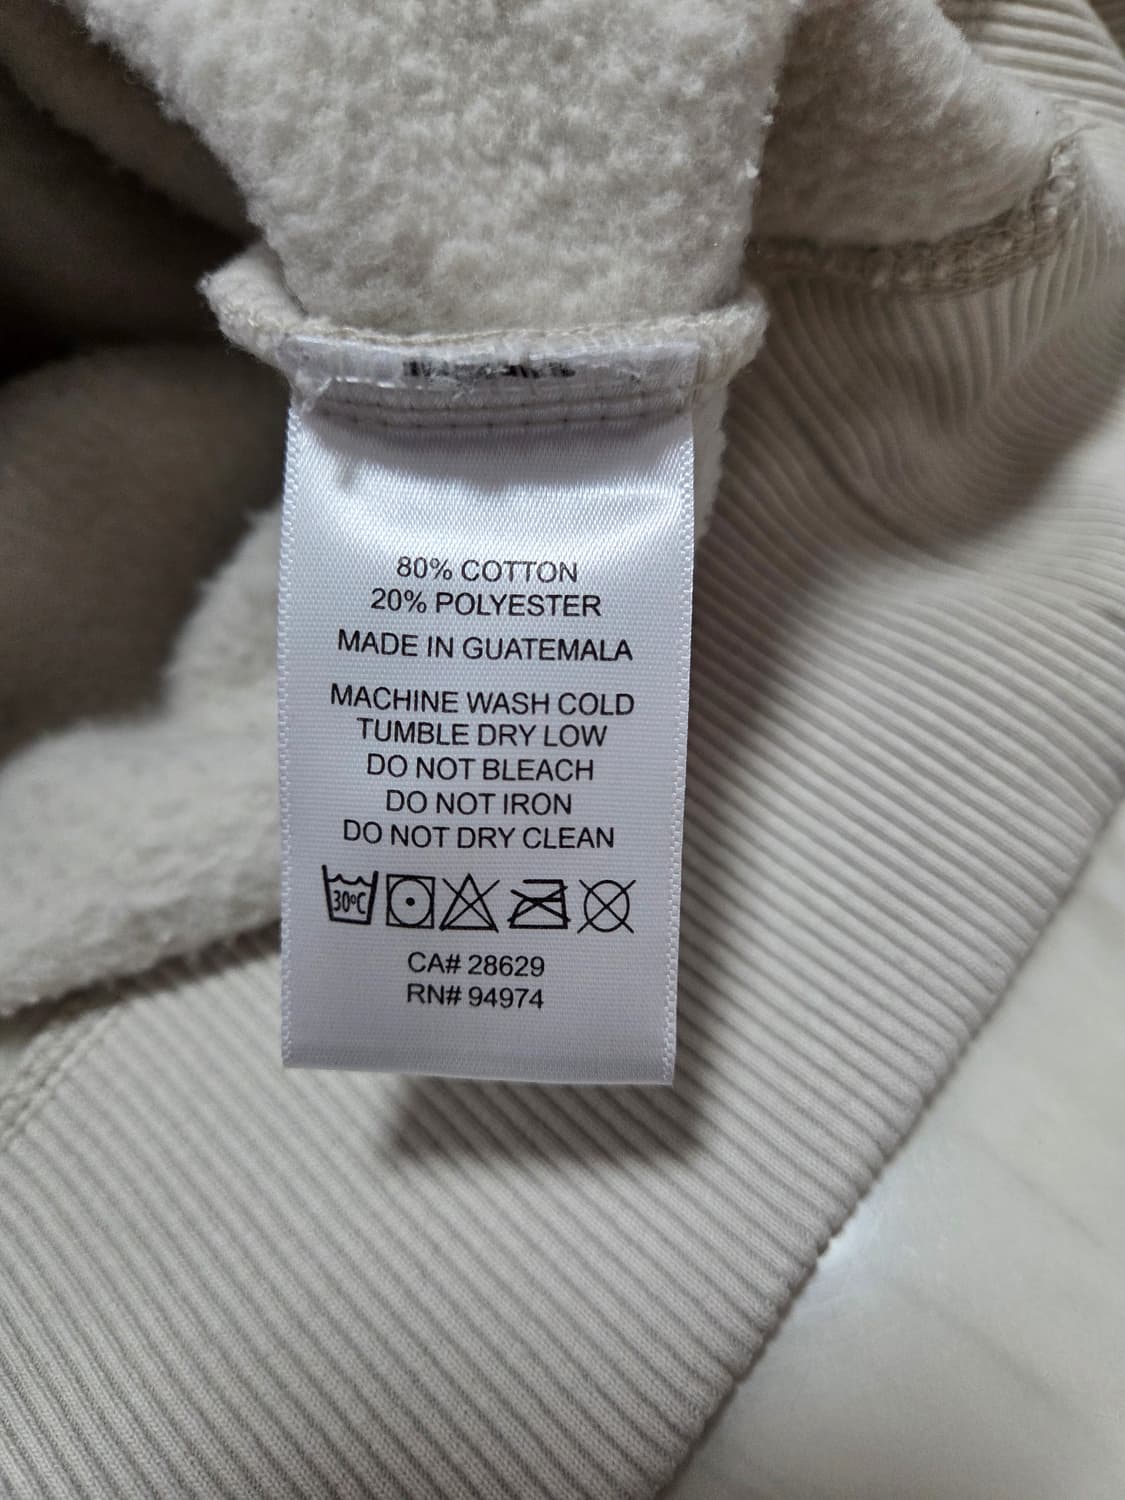 80% COTTON
20% POLYESTER
MADE IN GUATEMALA
MACHINE WASH COLD
TUMBLE DRY LOW
DO NOT BLEACH
DO NOT IRON
DO NOT DRY CLEAN
30°C
CA# 28629
RN# 94974